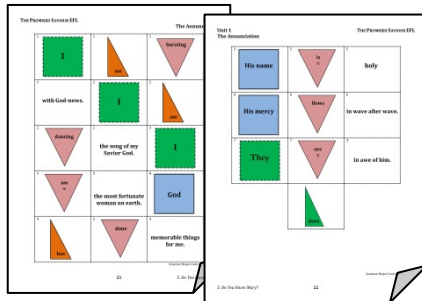 THE PROMISED SAVIOUR EFL
The Annun
I
am
bursting
with God-news.
I
am
dancing
the song of my
Savior God.
I
am
=
the most fortunate
woman on earth.
God
has
done
memorable things
for me.
21
Unit 1
THE PROMISED SAVIOUR EFL
The Annunciation
His name
is
=
holy
His mercy
flows
in wave after wave.
They
are
=
in awe of him.
does
2. Do You Know Mary?
22